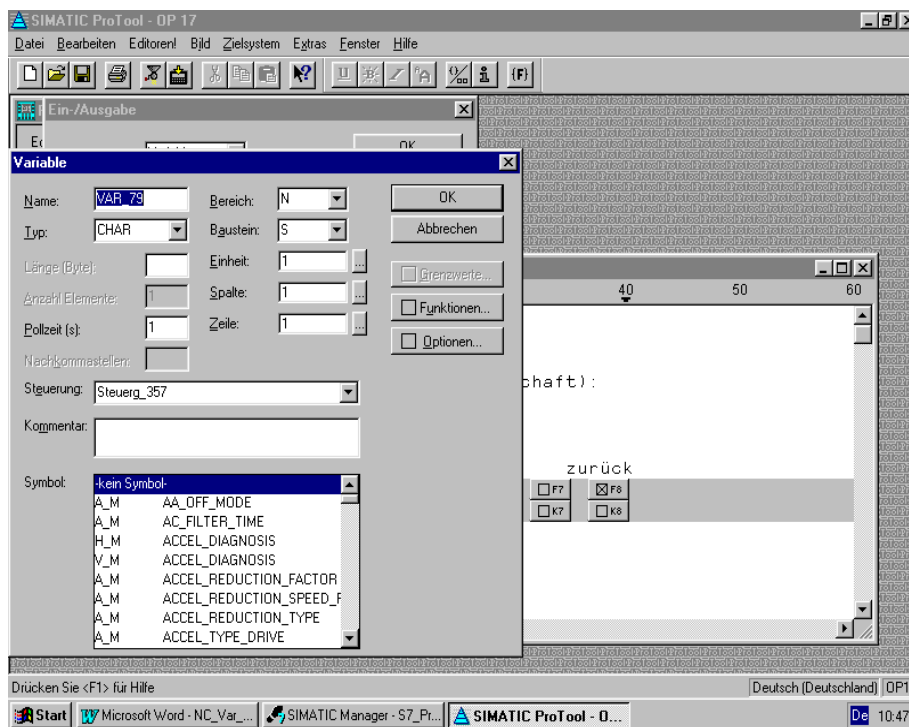 SIMATIC ProTool - OP 17
Datei Bearbeiten Editoren! Bild Zielsystem Extras Fenster Hilfe
Ein-/Ausgabe
OK
Variable
Name: VAR_79 Bereich: N OK
Typ: CHAR Baustein: S Abbrechen
Länge (Byte): Einheit: 1 ... Grenzwerte...
Anzahl Elemente: 1 Spalte: 1 ... Funktionen...
Pollzeit (s): 1 Zeile: 1 ... Optionen...
Nachkommastellen:
Steuerung: Steuerg_357
Kommentar:
Symbol: -kein Symbol-
A_M AA_OFF_MODE
A_M AC_FILTER_TIME
H_M ACCEL_DIAGNOSIS
V_M ACCEL_DIAGNOSIS
A_M ACCEL_REDUCTION_FACTOR
A_M ACCEL_REDUCTION_SPEED_
A_M ACCEL_REDUCTION_TYPE
A_M ACCEL_TYPE_DRIVE
40 50 60
chaft):
zurück
F7 F8
K7 K8
Drücken Sie <F1> für Hilfe Deutsch (Deutschland) OP1
Start Microsoft Word - NC_Var_... SIMATIC Manager - S7_Pr... SIMATIC ProTool - O... De 10:47